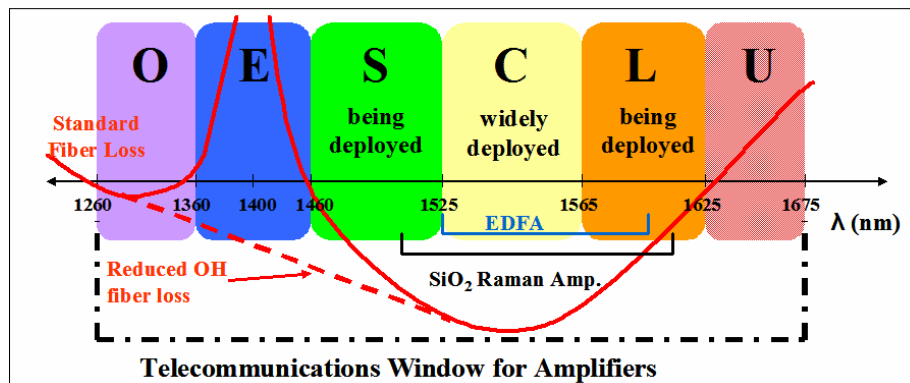 O E S C L U
Standard
Fiber Loss
being
deployed
widely
deployed
being
deployed
1260 1360 1400 1460 1525 1565 1625 1675
λ (nm)
EDFA
SiO₂ Raman Amp.
Reduced OH
fiber loss
Telecommunications Window for Amplifiers